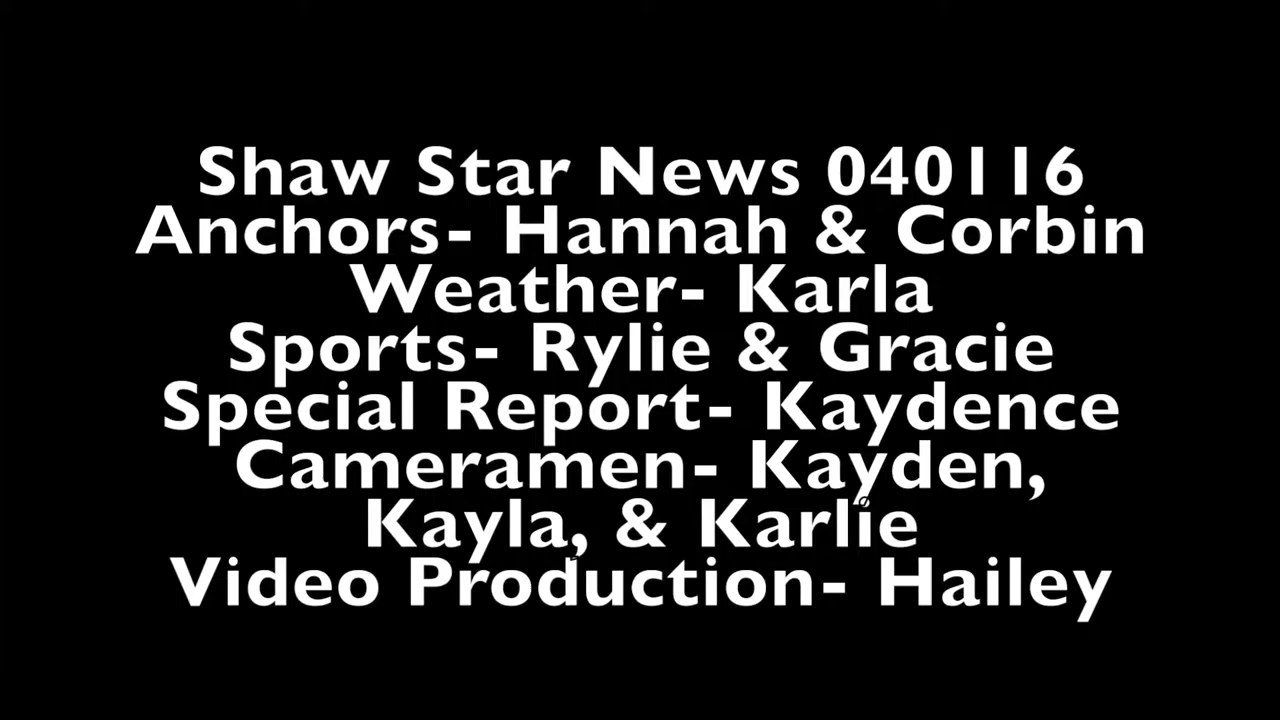 Shaw Star News 040116
Anchors- Hannah & Corbin
Weather- Karla
Sports- Rylie & Gracie
Special Report- Kaydence
Cameramen- Kayden,
Kayla, & Karlie
Video Production- Hailey